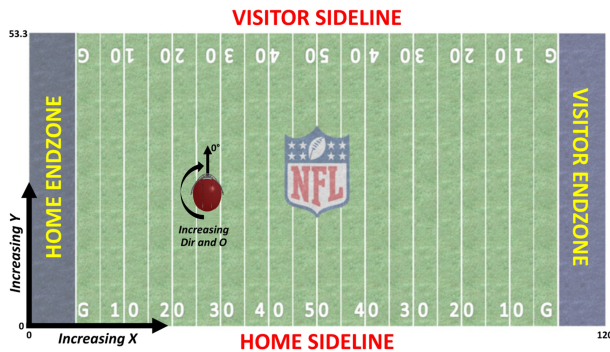 VISITOR SIDELINE
53.3
G 10 20 30 40 50 40 30 20 10 G
HOME ENDZONE
VISITOR ENDZONE
0°
NFL
Increasing
Dir and O
Increasing Y
G 10 20 30 40 50 40 30 20 10 G
0
0
Increasing X
HOME SIDELINE
120